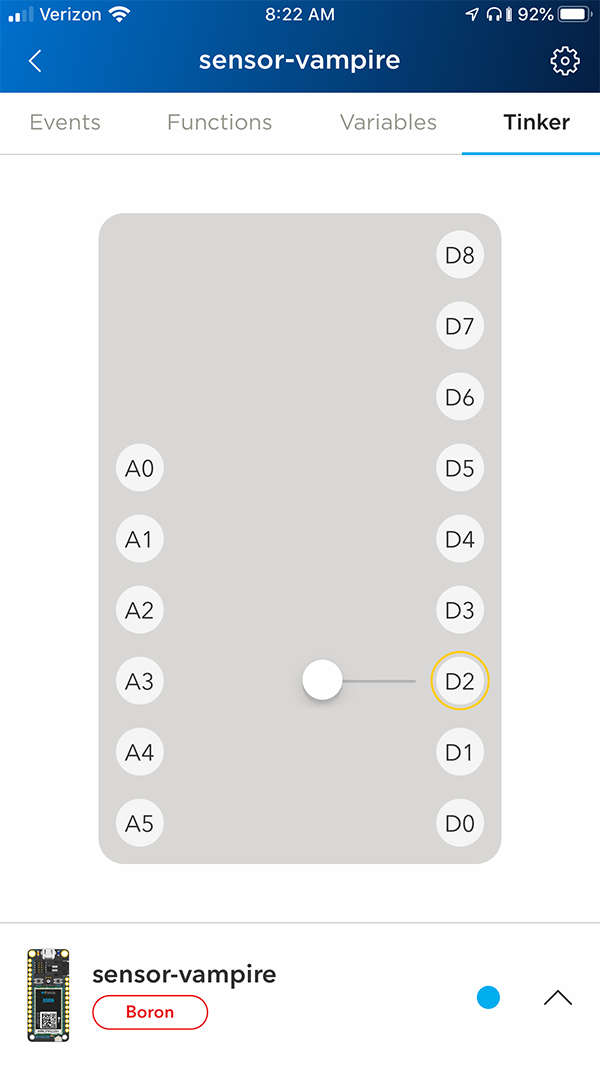 Verizon 8:22 AM 92%
sensor-vampire
Events Functions Variables Tinker
D8
D7
D6
A0 D5
A1 D4
A2 D3
A3 D2
A4 D1
A5 D0
sensor-vampire
Boron